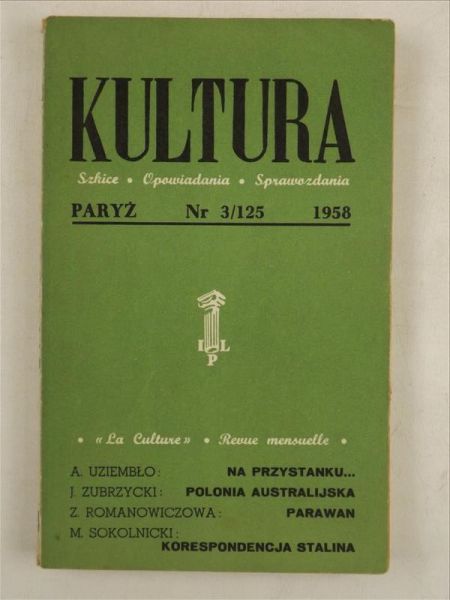 KULTURA
Szkice • Opowiadania • Sprawozdania
PARYŻ Nr 3/125 1958
I L
P
• «La Culture» • Revue mensuelle •
A. UZIEMBŁO: NA PRZYSTANKU...
J. ZUBRZYCKI: POLONIA AUSTRALIJSKA
Z. ROMANOWICZOWA: PARAWAN
M. SOKOLNICKI:
KORESPONDENCJA STALINA